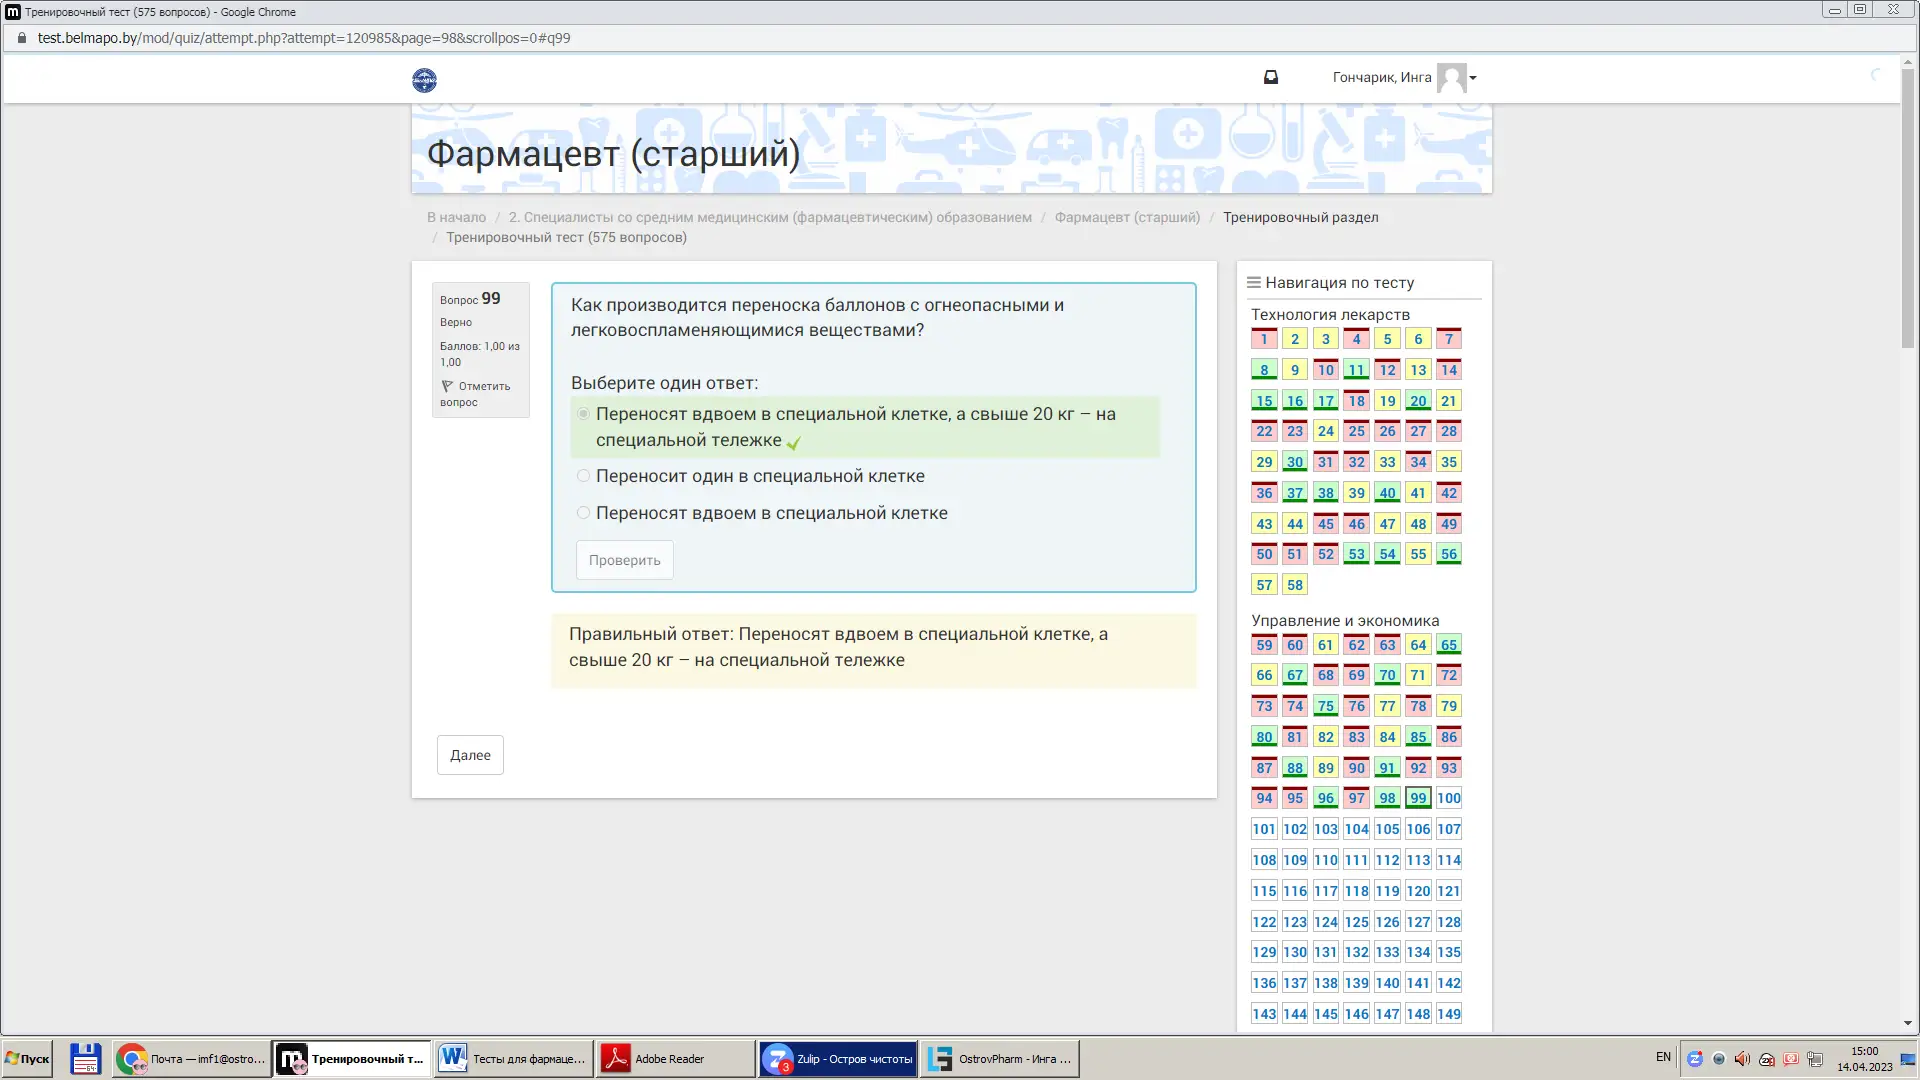 Тренировочный тест (575 вопросов) - Google Chrome
test.belmapo.by/mod/quiz/attempt.php?attempt=120985&page=98&scrollpos=0#q99
Гончарик, Инга
Фармацевт (старший)
В начало / 2. Специалисты со средним медицинским (фармацевтическим) образованием / Фармацевт (старший) / Тренировочный раздел
/ Тренировочный тест (575 вопросов)
Вопрос 99
Верно
Баллов: 1,00 из
1,00
Отметить
вопрос
Как производится переноска баллонов с огнеопасными и
легковоспламеняющимися веществами?
Выберите один ответ:
Переносят вдвоем в специальной клетке, а свыше 20 кг – на
специальной тележке
Переносит один в специальной клетке
Переносят вдвоем в специальной клетке
Проверить
Правильный ответ: Переносят вдвоем в специальной клетке, а
свыше 20 кг – на специальной тележке
Далее
Навигация по тесту
Технология лекарств
1 2 3 4 5 6 7
8 9 10 11 12 13 14
15 16 17 18 19 20 21
22 23 24 25 26 27 28
29 30 31 32 33 34 35
36 37 38 39 40 41 42
43 44 45 46 47 48 49
50 51 52 53 54 55 56
57 58
Управление и экономика
59 60 61 62 63 64 65
66 67 68 69 70 71 72
73 74 75 76 77 78 79
80 81 82 83 84 85 86
87 88 89 90 91 92 93
94 95 96 97 98 99 100
101 102 103 104 105 106 107
108 109 110 111 112 113 114
115 116 117 118 119 120 121
122 123 124 125 126 127 128
129 130 131 132 133 134 135
136 137 138 139 140 141 142
143 144 145 146 147 148 149
Пуск
Почта — imf1@ostro...
Тренировочный т...
Тесты для фармаце...
Adobe Reader
Zulip - Остров чистоты
OstrovPharm - Инга ...
EN
15:00
14.04.2023